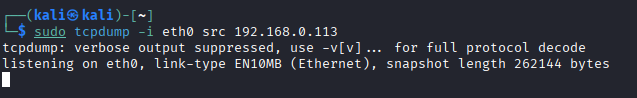 ┌──(kali㉿kali)-[~]
└─$ sudo tcpdump -i eth0 src 192.168.0.113
tcpdump: verbose output suppressed, use -v[v]... for full protocol decode
listening on eth0, link-type EN10MB (Ethernet), snapshot length 262144 bytes